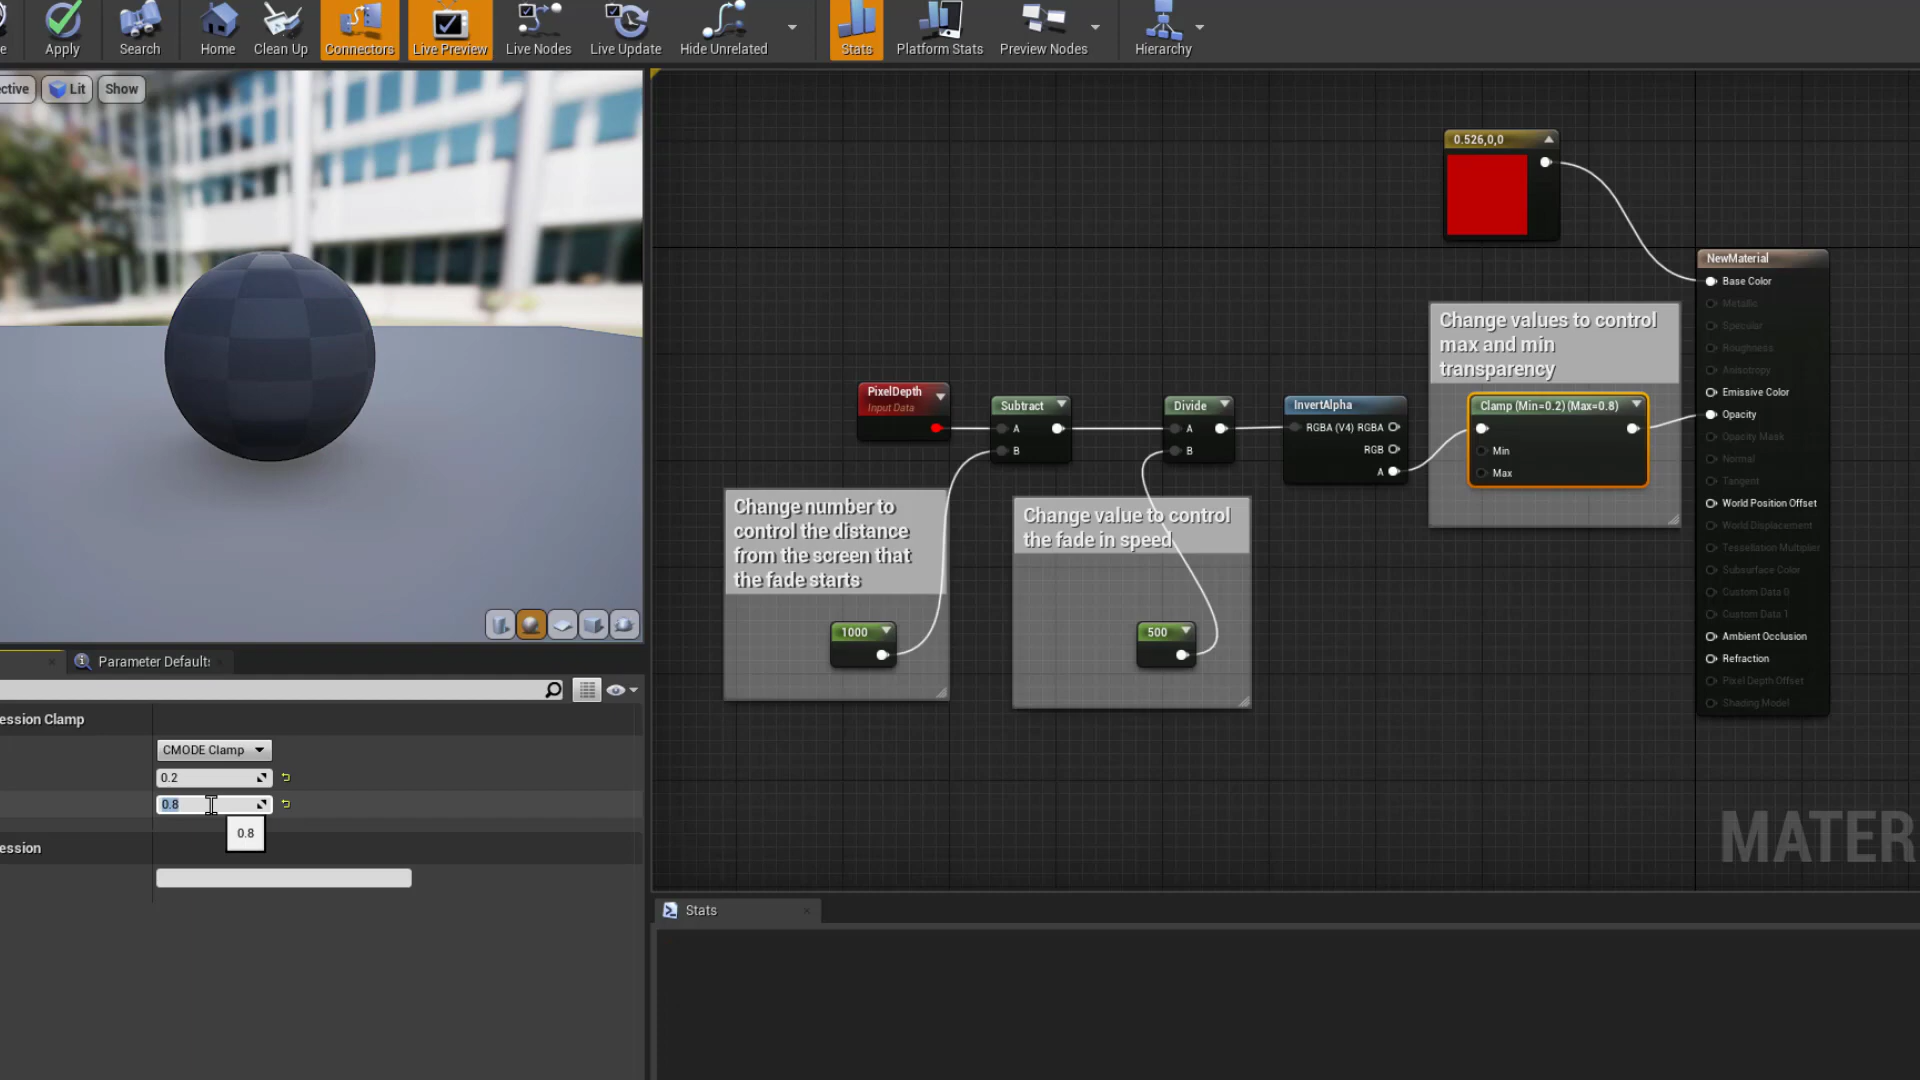 Apply
Search
Home
Clean Up
Connectors
Live Preview
Live Nodes
Live Update
Hide Unrelated
Stats
Platform Stats
Preview Nodes
Hierarchy
ective
Lit
Show
0.526,0,0
NewMaterial
Base Color
Metallic
Specular
Roughness
Anisotropy
Emissive Color
Opacity
Opacity Mask
Normal
Tangent
World Position Offset
World Displacement
Tessellation Multiplier
Subsurface Color
Custom Data 0
Custom Data 1
Ambient Occlusion
Refraction
Pixel Depth Offset
Shading Model
Change values to control
max and min
transparency
Clamp (Min=0.2) (Max=0.8)
Min
Max
PixelDepth
Input Data
Subtract
A
B
Divide
A
B
InvertAlpha
RGBA (V4) RGBA
RGB
A
Change number to
control the distance
from the screen that
the fade starts
1000
Change value to control
the fade in speed
500
Parameter Default
ession Clamp
CMODE Clamp
0.2
0.8
0.8
ession
MATER
Stats